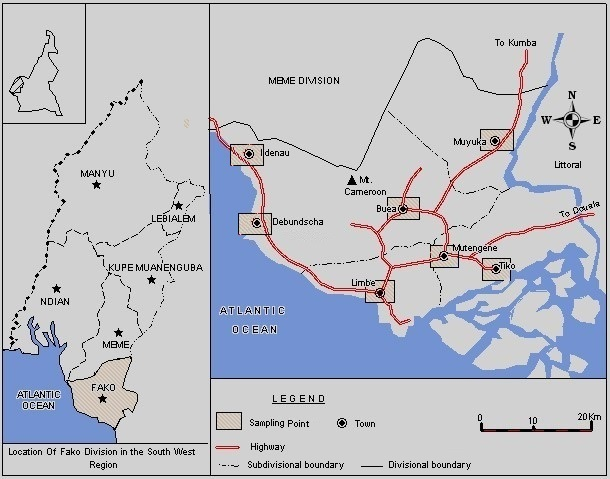 MANYU
LEBIALEM
KUPE MUANENGUBA
NDIAN
MEME
FAKO
ATLANTIC
OCEAN
Location Of Fako Division in the South West
Region
To Kumba
MEME DIVISION
N
W E
S
Muyuka
Idenau
Littoral
Mt.
Cameroon
Buea
To Douala
Debundscha
Mutengene
Tiko
Limbe
ATLANTIC
OCEAN
LEGEND
Sampling Point
Town
Highway
Subdivisional boundary
Divisional boundary
0 10 20Km